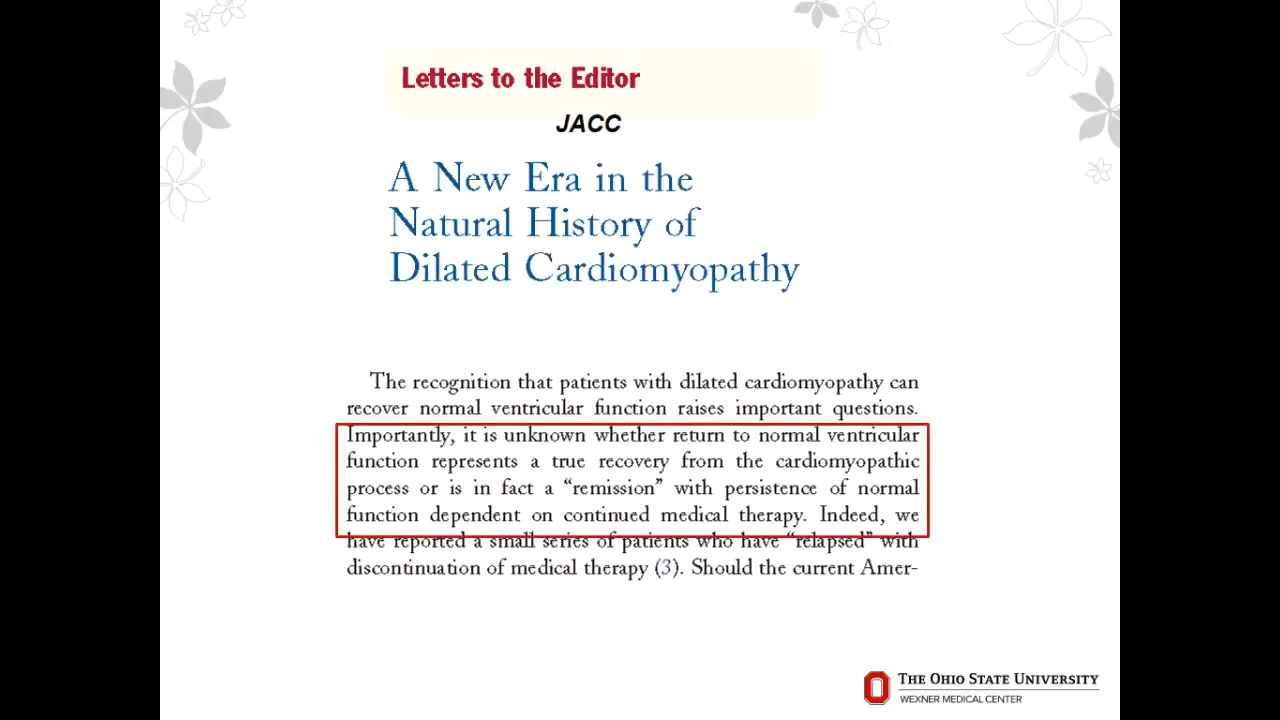 Letters to the Editor
JACC
A New Era in the
Natural History of
Dilated Cardiomyopathy
The recognition that patients with dilated cardiomyopathy can
recover normal ventricular function raises important questions.
Importantly, it is unknown whether return to normal ventricular
function represents a true recovery from the cardiomyopathic
process or is in fact a “remission” with persistence of normal
function dependent on continued medical therapy. Indeed, we
have reported a small series of patients who have “relapsed” with
discontinuation of medical therapy (3). Should the current Amer-
THE OHIO STATE UNIVERSITY
WEXNER MEDICAL CENTER